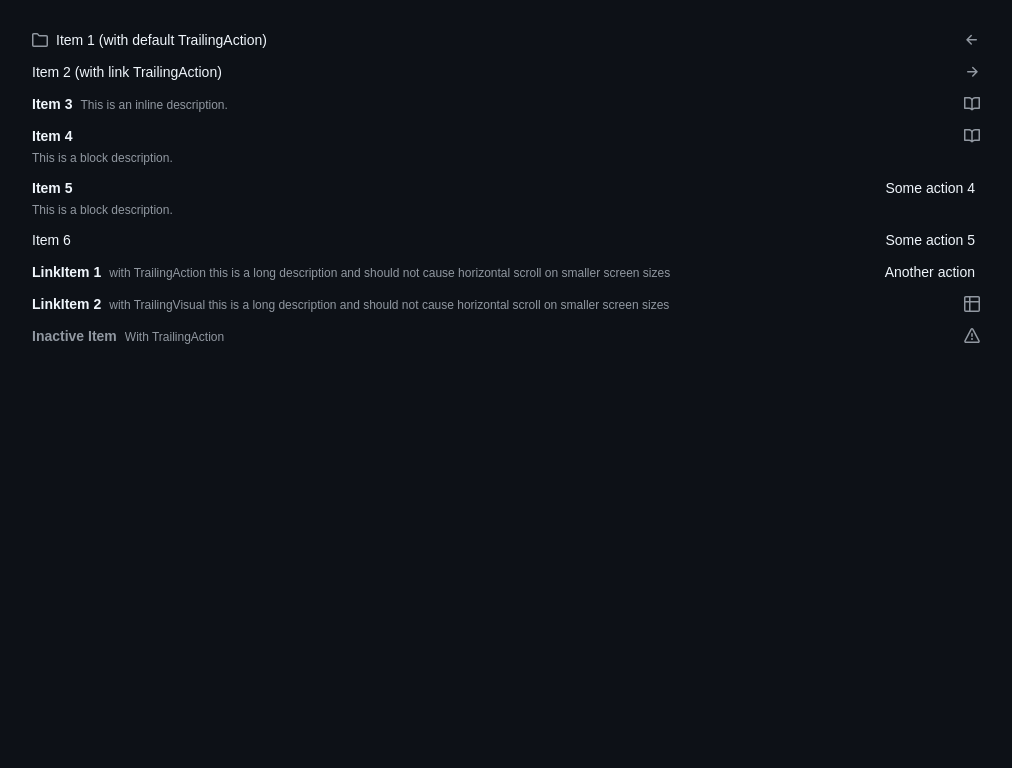 Item 1 (with default TrailingAction)
Item 2 (with link TrailingAction)
Item 3 This is an inline description.
Item 4
This is a block description.
Item 5 Some action 4
This is a block description.
Item 6 Some action 5
LinkItem 1 with TrailingAction this is a long description and should not cause horizontal scroll on smaller screen sizes Another action
LinkItem 2 with TrailingVisual this is a long description and should not cause horizontal scroll on smaller screen sizes
Inactive Item With TrailingAction